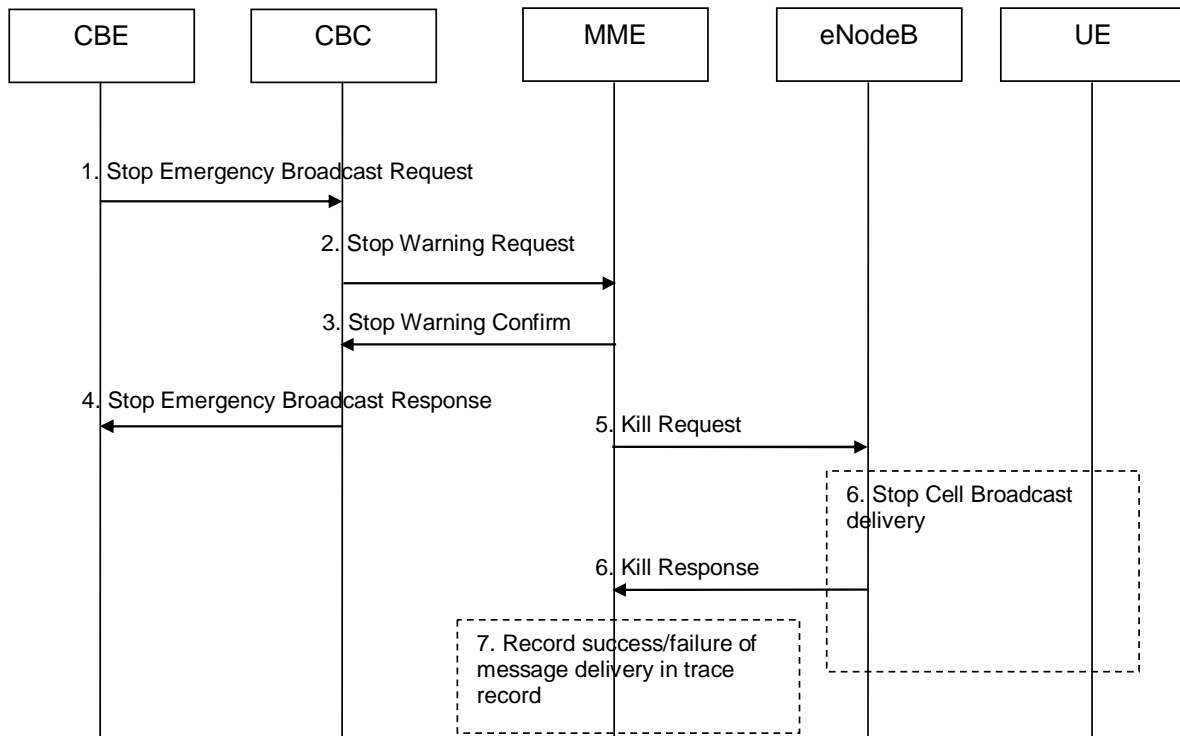 CBE
CBC
MME
eNodeB
UE
1. Stop Emergency Broadcast Request
2. Stop Warning Request
3. Stop Warning Confirm
4. Stop Emergency Broadcast Response
5. Kill Request
6. Stop Cell Broadcast
delivery
6. Kill Response
7. Record success/failure of
message delivery in trace
record